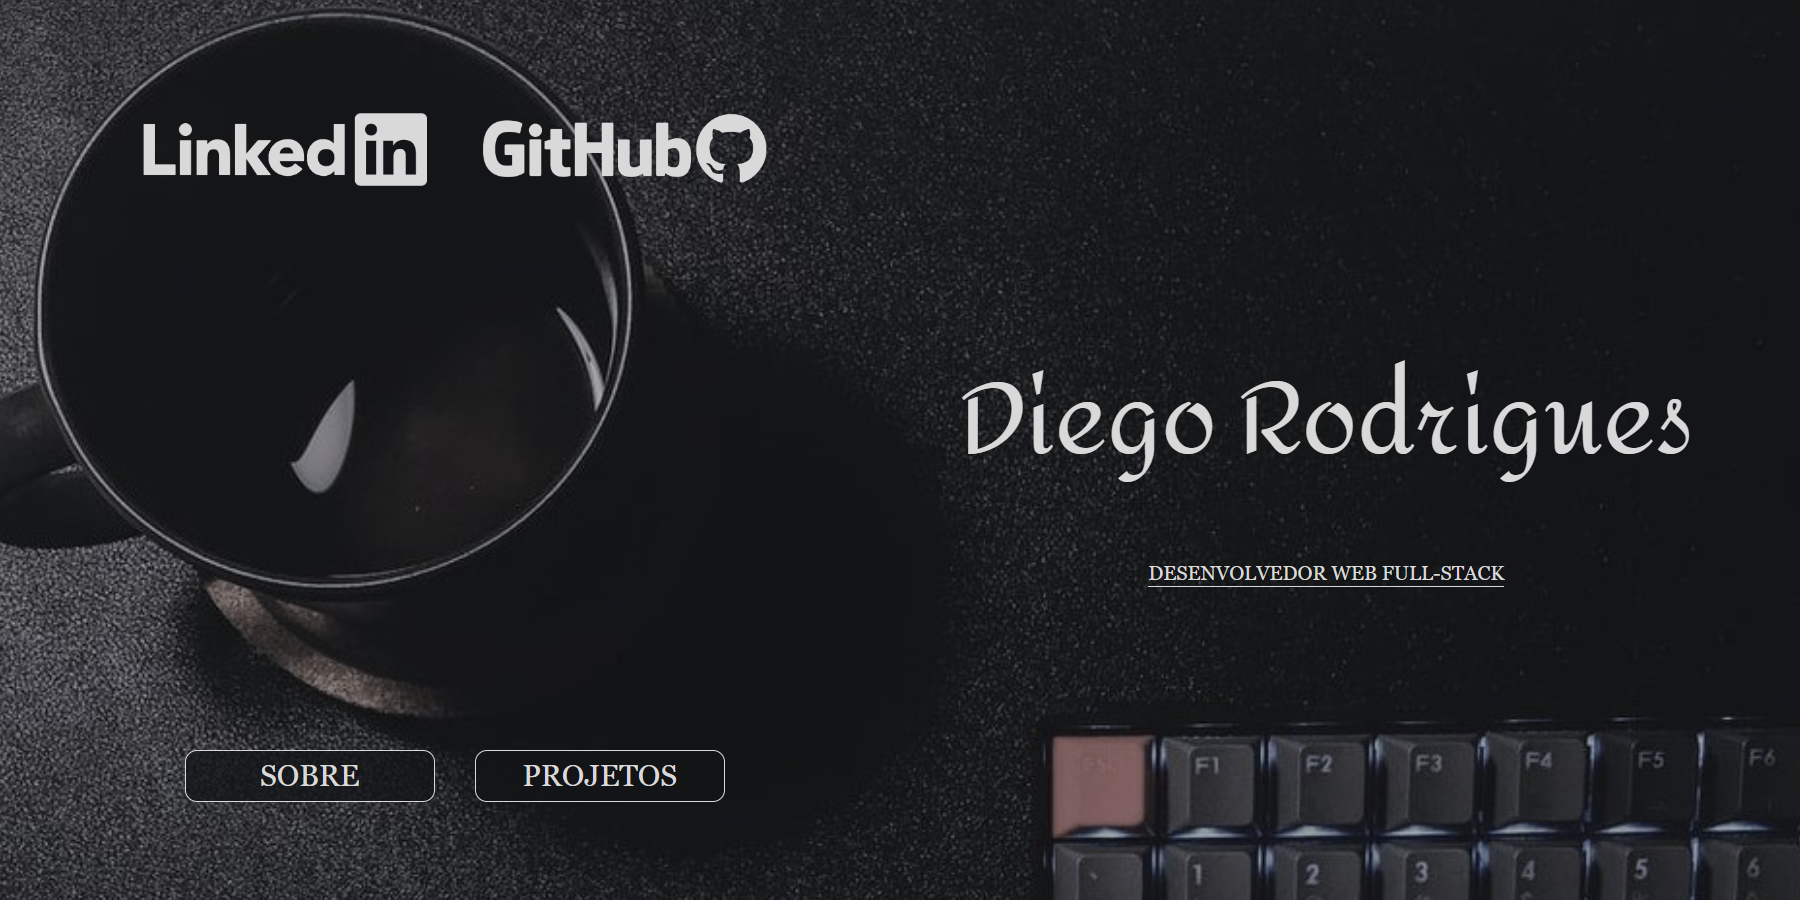 Linkedin GitHub
Diego Rodrigues
DESENVOLVEDOR WEB FULL-STACK
SOBRE PROJETOS
F1 F2 F3 F4 F5 F6
1 2 3 4 5 6